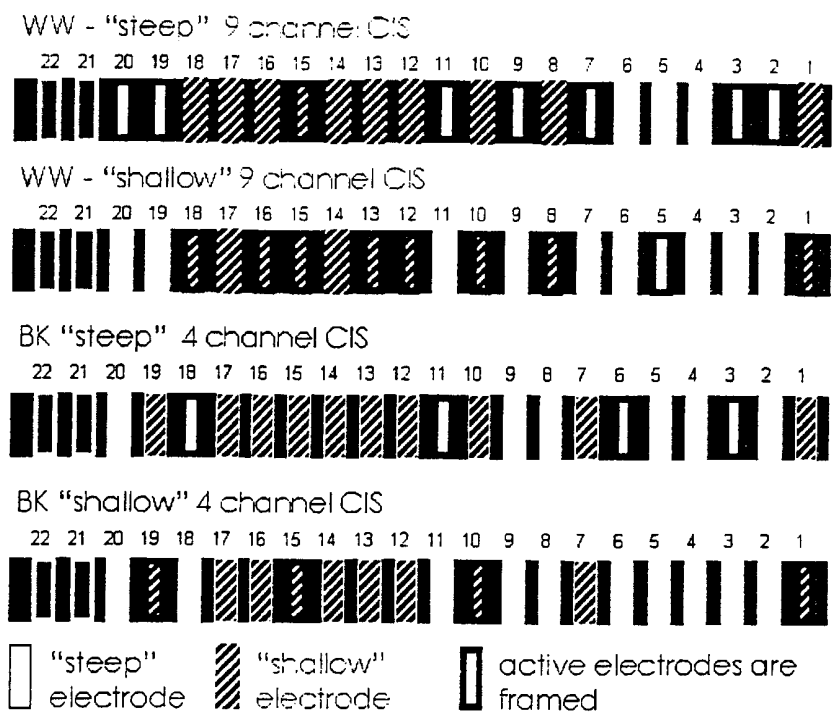 WW - "steep" 9 channel CIS
22 21 20 19 18 17 16 15 14 13 12 11 10 9 8 7 6 5 4 3 2 1
WW - "shallow" 9 channel CIS
22 21 20 19 18 17 16 15 14 13 12 11 10 9 8 7 6 5 4 3 2 1
BK "steep" 4 channel CIS
22 21 20 19 18 17 16 15 14 13 12 11 10 9 8 7 6 5 4 3 2 1
BK "shallow" 4 channel CIS
22 21 20 19 18 17 16 15 14 13 12 11 10 9 8 7 6 5 4 3 2 1
"steep" electrode
"shallow" electrode
active electrodes are
framed